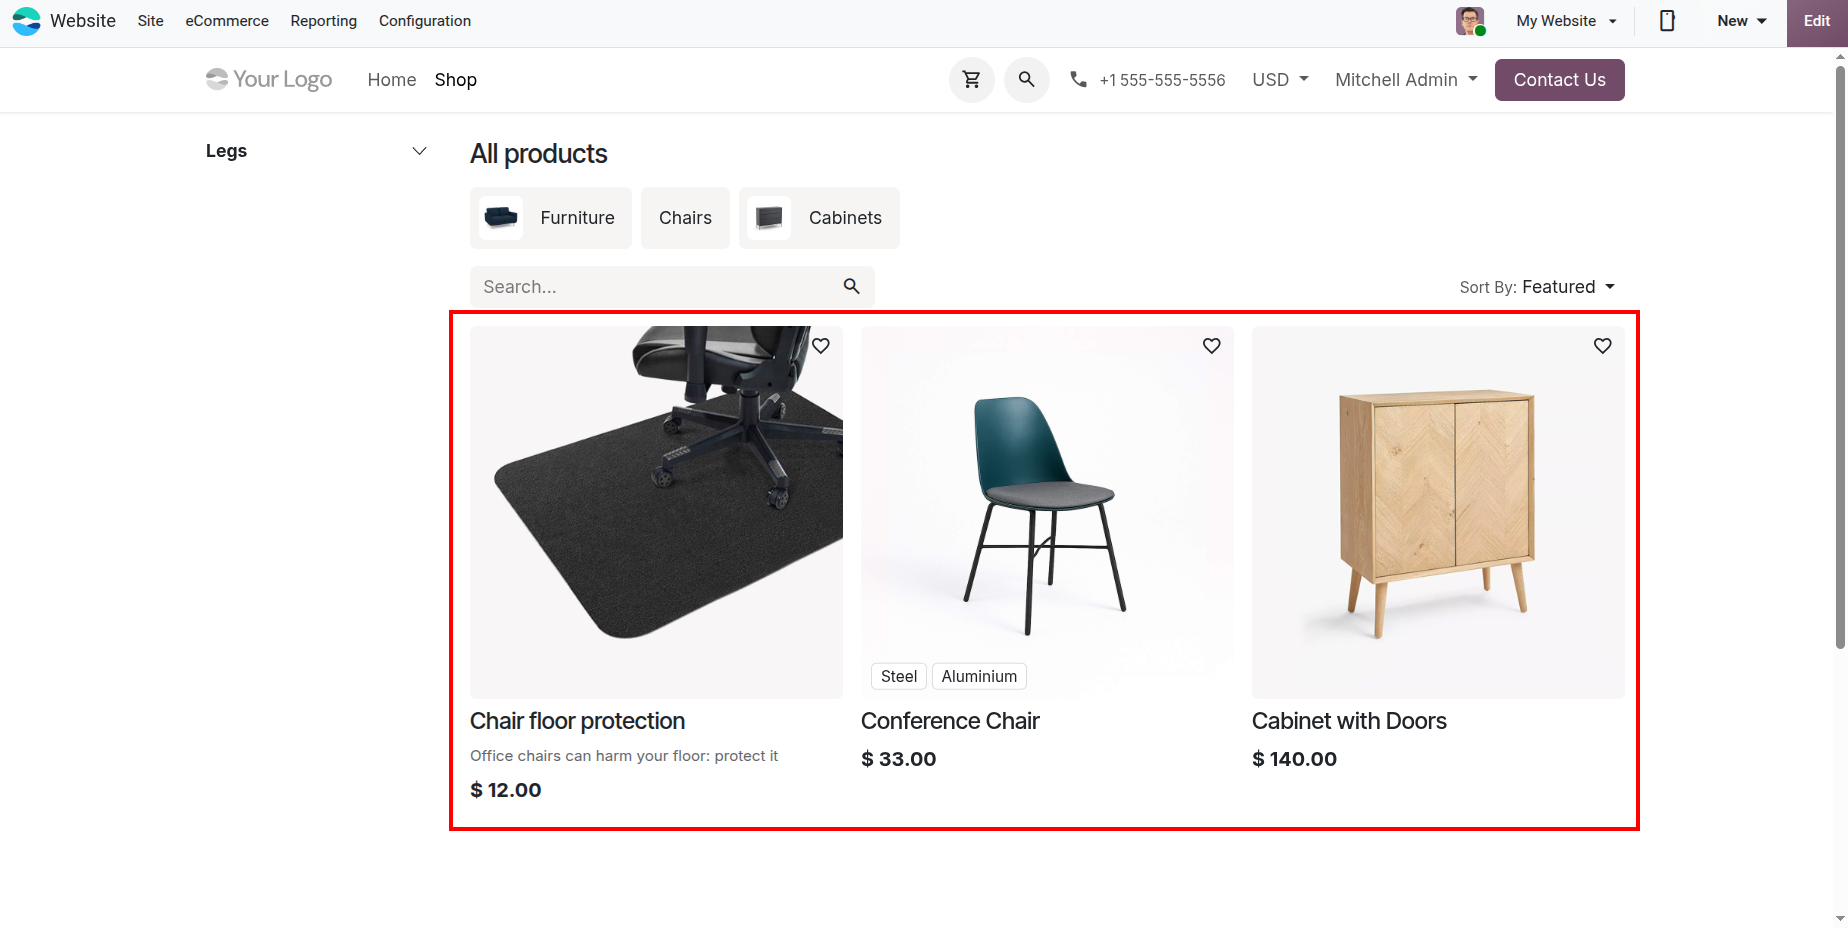 Website Site eCommerce Reporting Configuration My Website New Edit
Your Logo Home Shop +1 555-555-5556 USD Mitchell Admin Contact Us
Legs
All products
Furniture Chairs Cabinets
Search... Sort By: Featured
Steel Aluminium
Chair floor protection Conference Chair Cabinet with Doors
Office chairs can harm your floor: protect it
$ 33.00 $ 140.00
$ 12.00